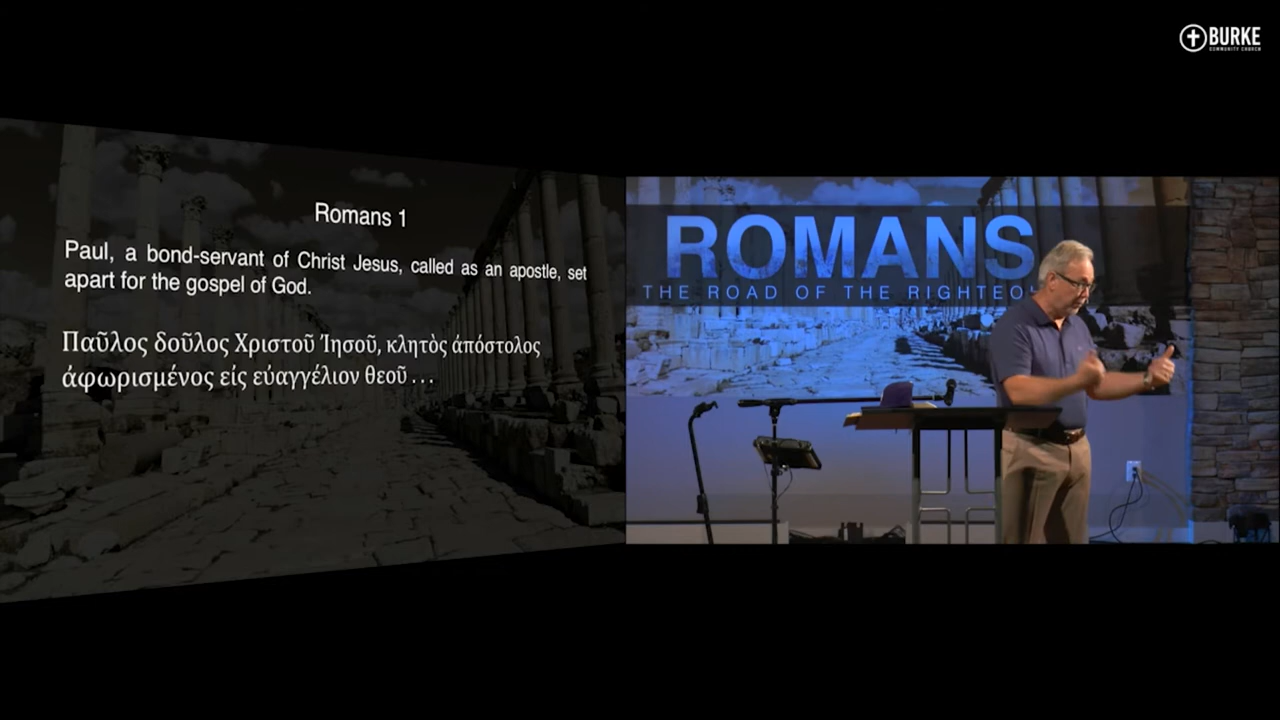 BURKE
COMMUNITY CHURCH
Romans 1
Paul, a bond-servant of Christ Jesus, called as an apostle, set
apart for the gospel of God.
Παῦλος δοῦλος Χριστοῦ Ἰησοῦ, κλητὸς ἀπόστολος
ἀφωρισμένος εἰς εὐαγγέλιον θεοῦ . . .
ROMANS
THE ROAD OF THE RIGHTEOU